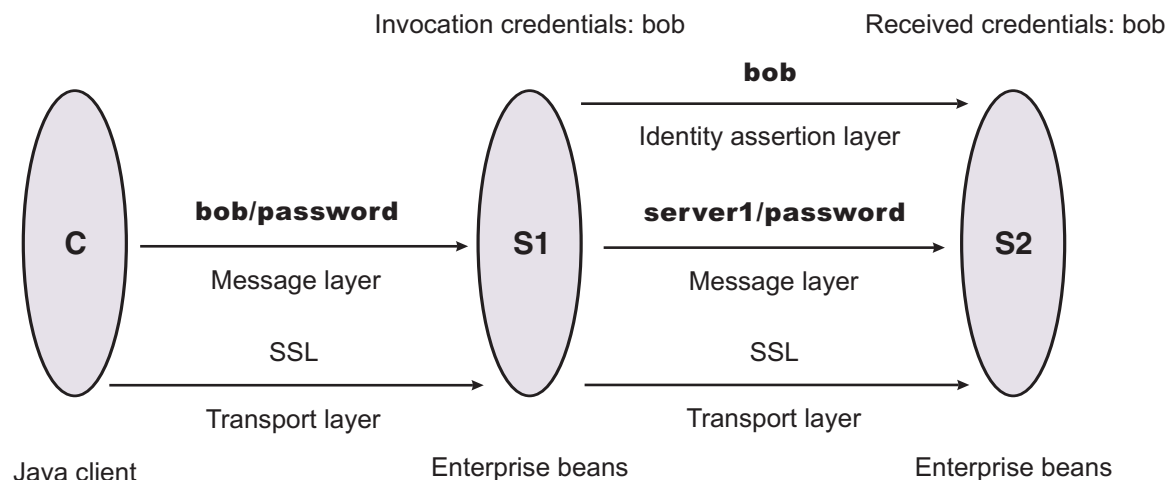 Invocation credentials: bob
Received credentials: bob
bob
Identity assertion layer
bob/password
server1/password
C
S1
S2
Message layer
Message layer
SSL
SSL
Transport layer
Transport layer
Java client
Enterprise beans
Enterprise beans